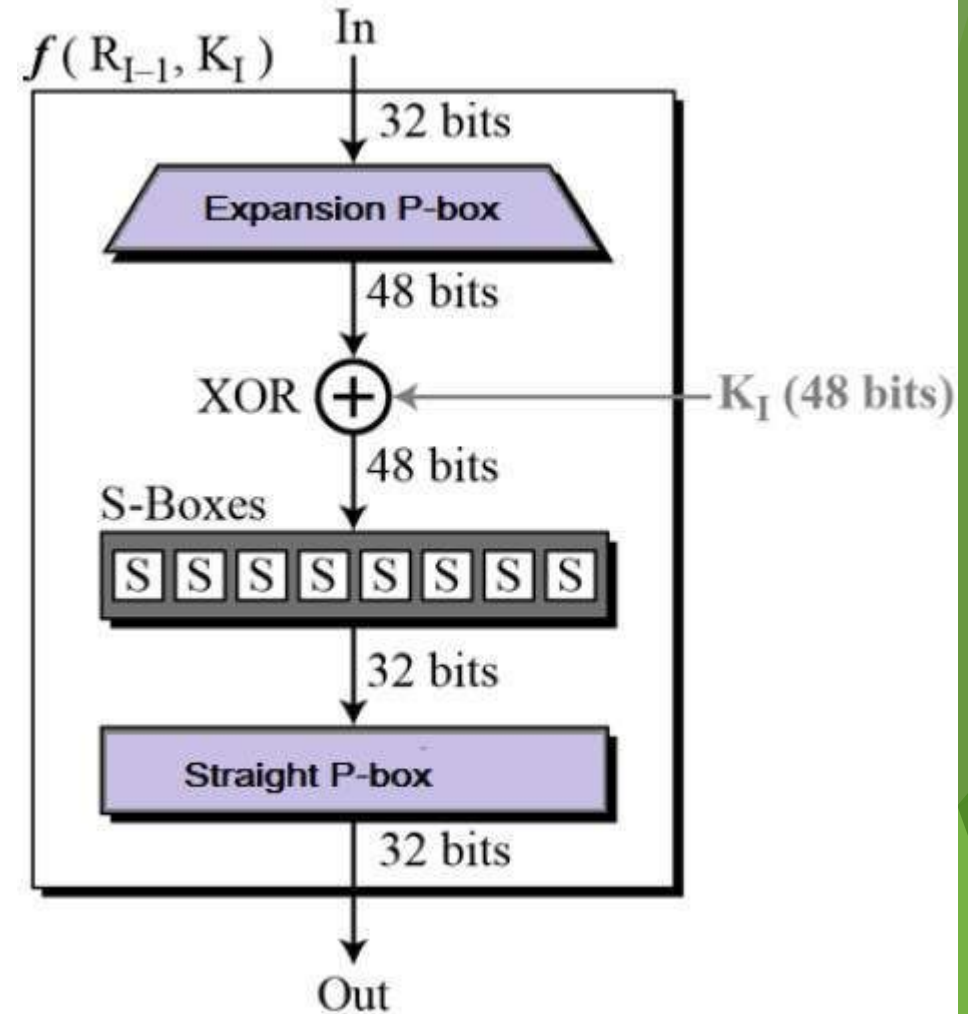 In
f ( R_I–1, K_I )
32 bits
Expansion P-box
48 bits
XOR + K_I (48 bits)
48 bits
S-Boxes
S S S S S S S S
32 bits
Straight P-box
32 bits
Out